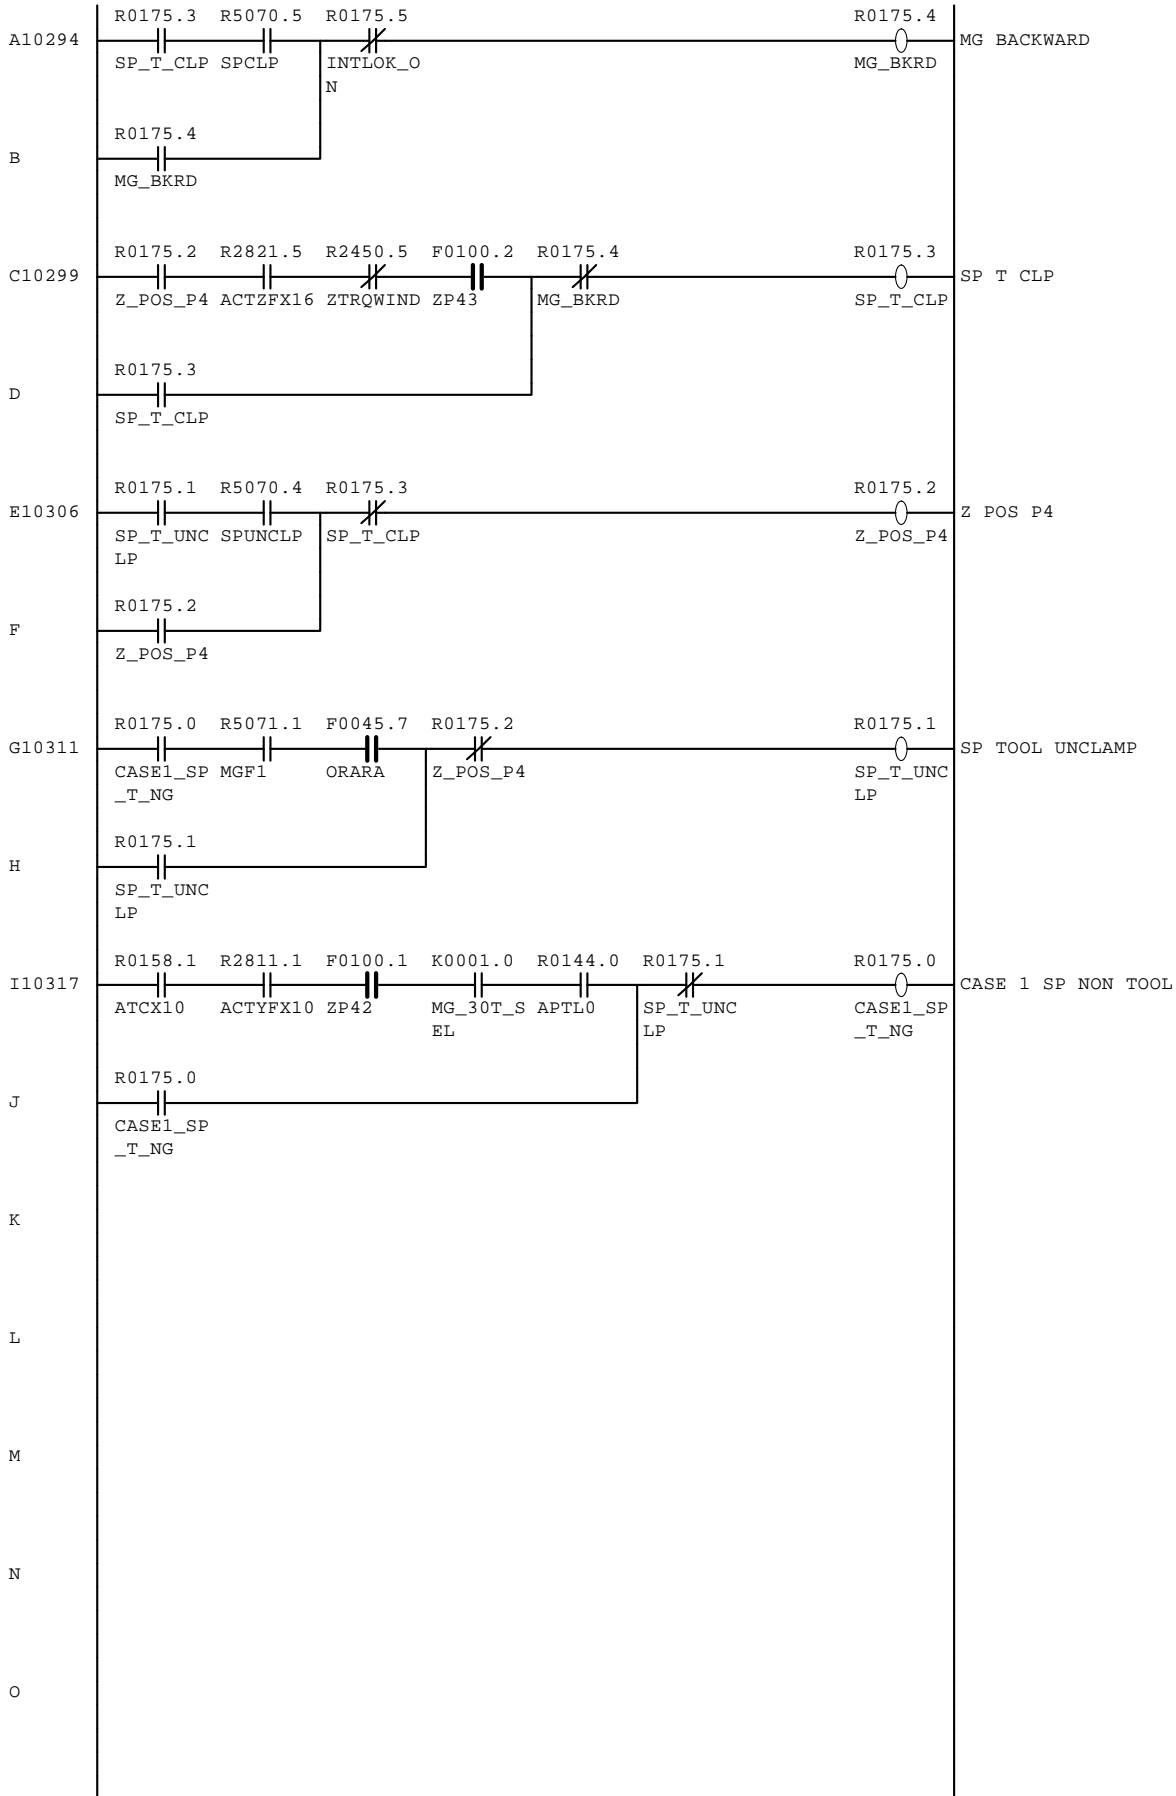 R0175.3 R5070.5 R0175.5 R0175.4
A10294 MG BACKWARD
SP_T_CLP SPCLP INTLOK_O MG_BKRD
N
R0175.4
B
MG_BKRD
R0175.2 R2821.5 R2450.5 F0100.2 R0175.4 R0175.3
C10299 SP T CLP
Z_POS_P4 ACTZFX16 ZTRQWIND ZP43 MG_BKRD SP_T_CLP
R0175.3
D
SP_T_CLP
R0175.1 R5070.4 R0175.3 R0175.2
E10306 Z POS P4
SP_T_UNC SPUNCLP SP_T_CLP Z_POS_P4
LP
R0175.2
F
Z_POS_P4
R0175.0 R5071.1 F0045.7 R0175.2 R0175.1
G10311 SP TOOL UNCLAMP
CASE1_SP MGF1 ORARA Z_POS_P4 SP_T_UNC
_T_NG LP
R0175.1
H
SP_T_UNC
LP
R0158.1 R2811.1 F0100.1 K0001.0 R0144.0 R0175.1 R0175.0
I10317 CASE 1 SP NON TOOL
ATCX10 ACTYFX10 ZP42 MG_30T_S APTL0 SP_T_UNC CASE1_SP
EL LP _T_NG
R0175.0
J
CASE1_SP
_T_NG
K
L
M
N
O